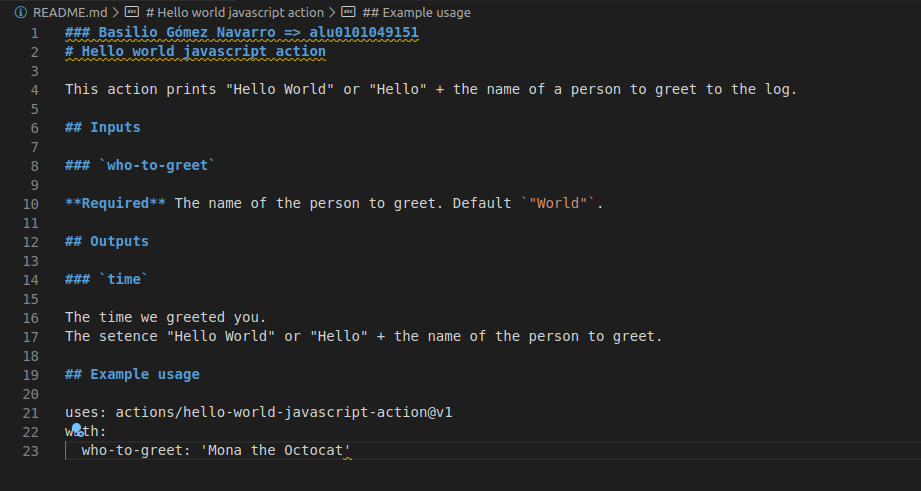 README.md > # Hello world javascript action > ## Example usage
1 ### Basilio Gómez Navarro => alu0101049151
2 # Hello world javascript action
3
4 This action prints "Hello World" or "Hello" + the name of a person to greet to the log.
5
6 ## Inputs
7
8 ### `who-to-greet`
9
10 **Required** The name of the person to greet. Default `"World"`.
11
12 ## Outputs
13
14 ### `time`
15
16 The time we greeted you.
17 The setence "Hello World" or "Hello" + the name of the person to greet.
18
19 ## Example usage
20
21 uses: actions/hello-world-javascript-action@v1
22 with:
23 who-to-greet: 'Mona the Octocat'